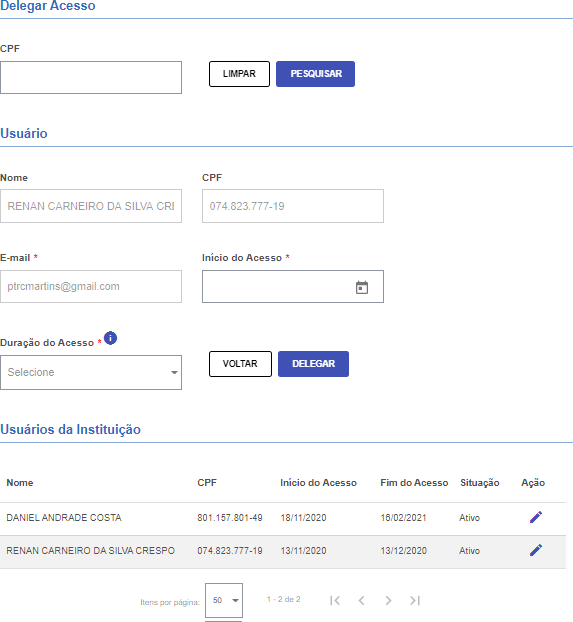 Delegar Acesso
CPF
LIMPAR PESQUISAR
Usuário
Nome CPF
RENAN CARNEIRO DA SILVA CRE 074.823.777-19
E-mail * Início do Acesso *
ptrcmartins@gmail.com
Duração do Acesso * i
Selecione VOLTAR DELEGAR
Usuários da Instituição
Nome CPF Início do Acesso Fim do Acesso Situação Ação
DANIEL ANDRADE COSTA 801.157.801-49 18/11/2020 16/02/2021 Ativo
RENAN CARNEIRO DA SILVA CRESPO 074.823.777-19 13/11/2020 13/12/2020 Ativo
Itens por página: 50 1 - 2 de 2